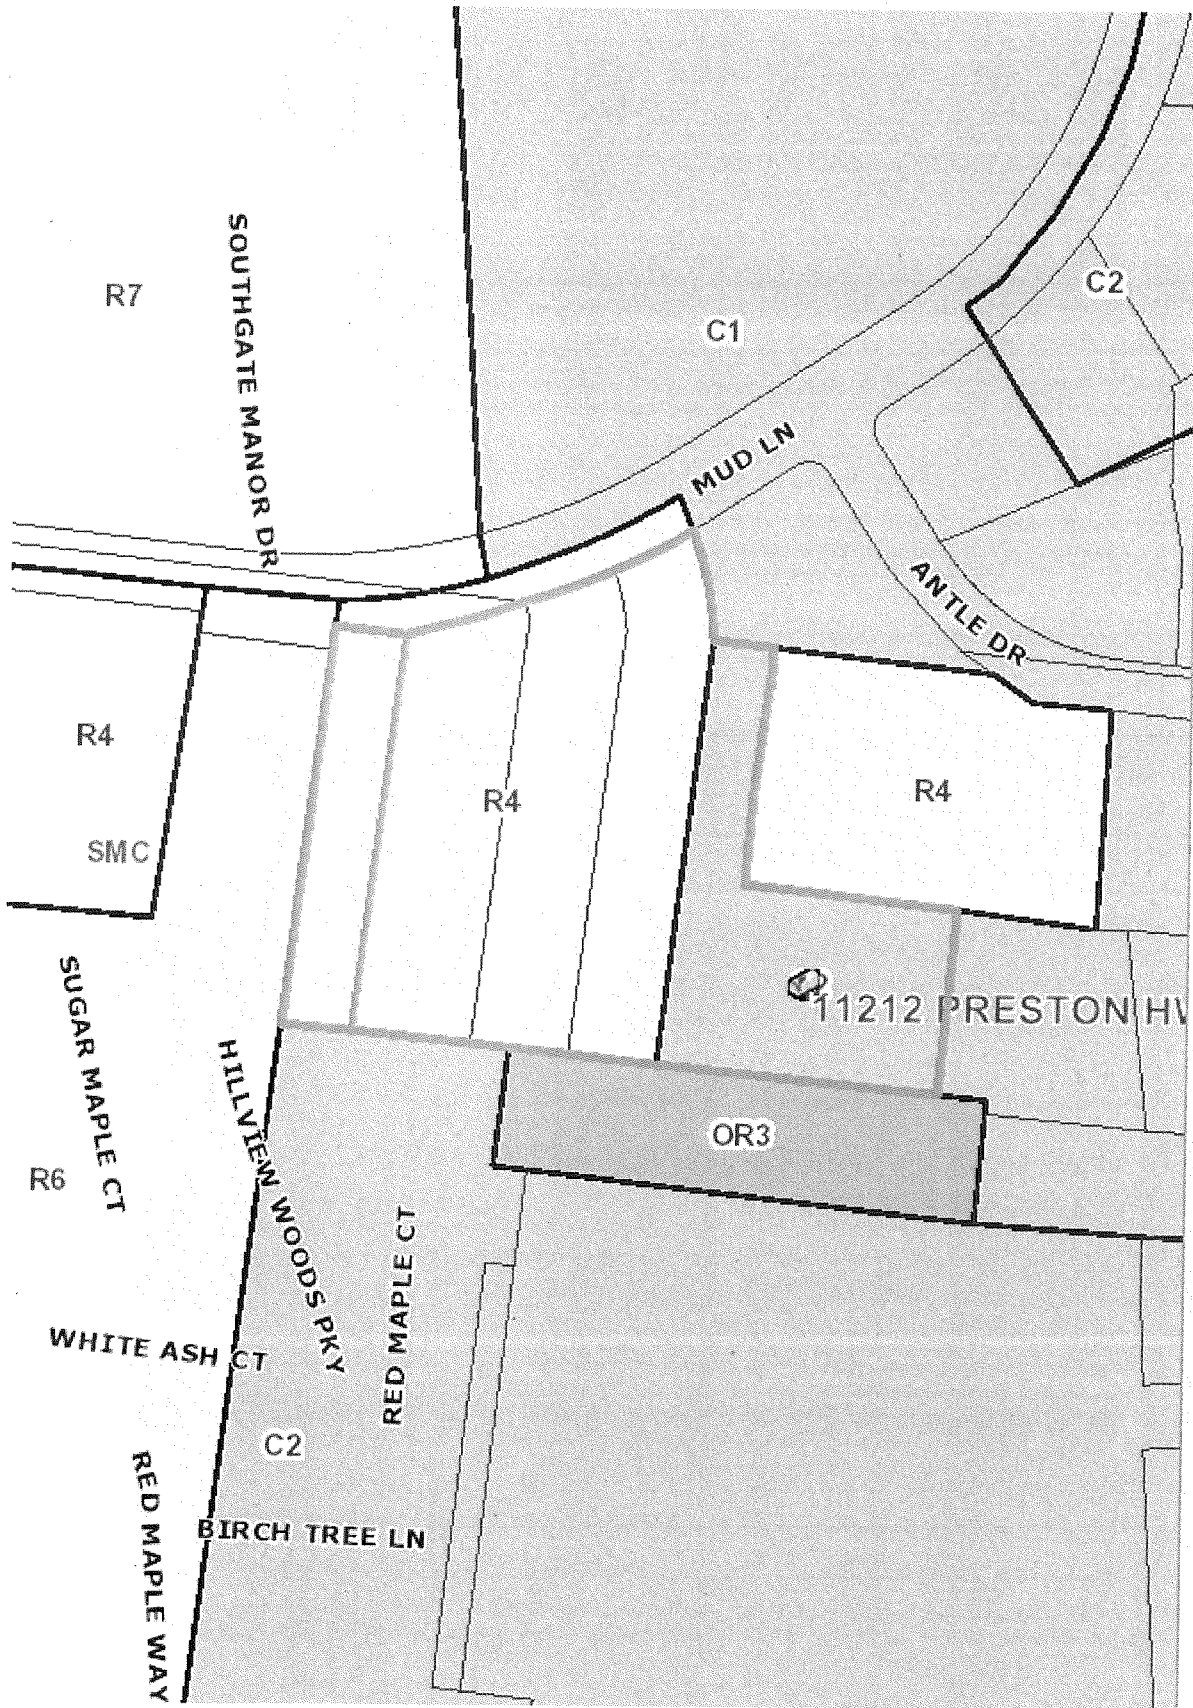 SOUTHGATE MANOR DR
R7
C2
C1
MUD LN
ANTLE DR
R4
R4
R4
SMC
SUGAR MAPLE CT
11212 PRESTON
HILLVIEW WOODS PKY
OR3
R6
RED MAPLE CT
WHITE ASH CT
C2
RED MAPLE WAY
BIRCH TREE LN